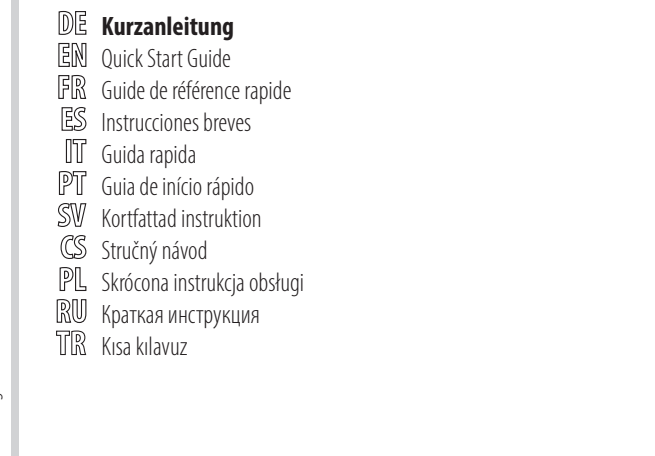 DE Kurzanleitung
EN Quick Start Guide
FR Guide de référence rapide
ES Instrucciones breves
IT Guida rapida
PT Guia de início rápido
SV Kortfattad instruktion
CS Stručný návod
PL Skrócona instrukcja obsługi
RU Краткая инструкция
TR Kısa kılavuz